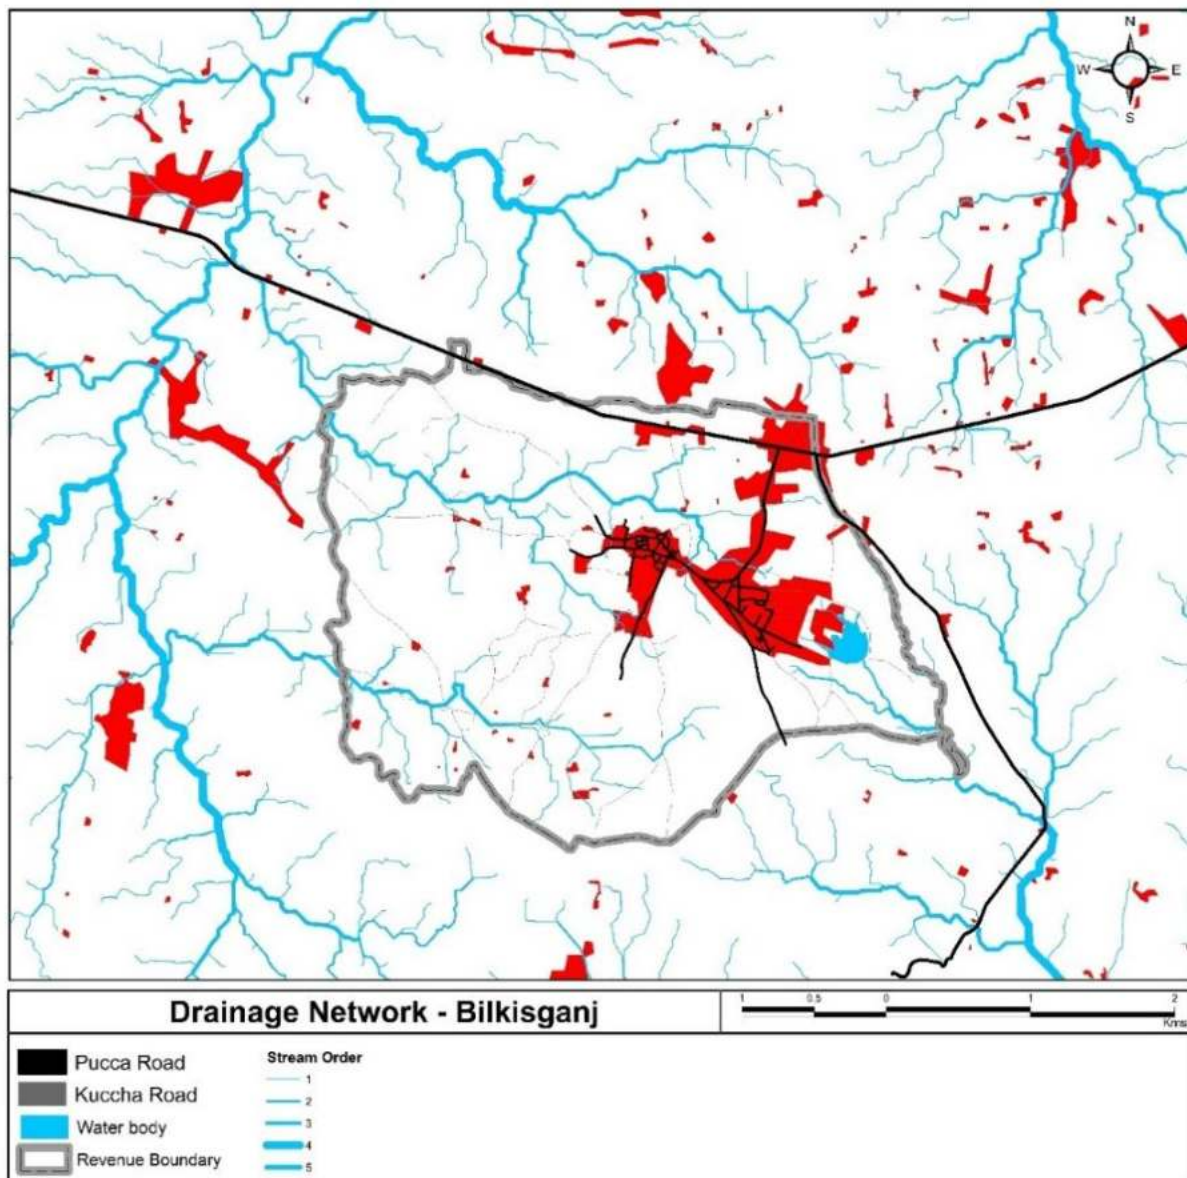 N
W E
S
Drainage Network - Bilkisganj
1 0.5 0 1 2
Kms
Pucca Road
Kuccha Road
Water body
Revenue Boundary
Stream Order
1
2
3
4
5